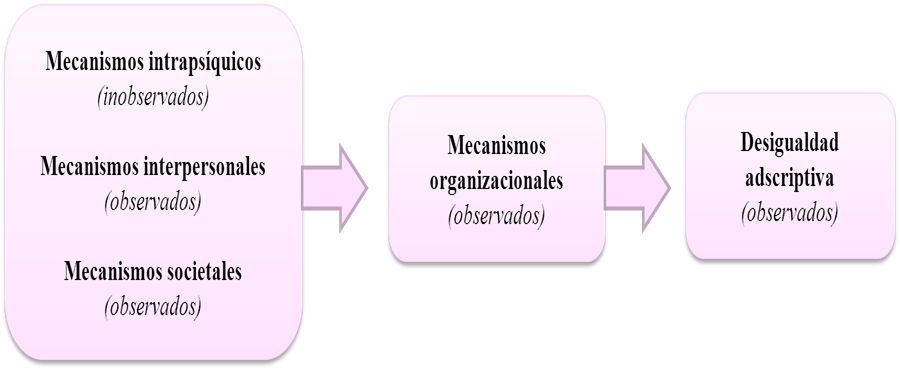 Mecanismos intrapsíquicos
(inobservados)
Mecanismos interpersonales
(observados)
Mecanismos societales
(observados)
Mecanismos
organizacionales
(observados)
Desigualdad
adscriptiva
(observados)